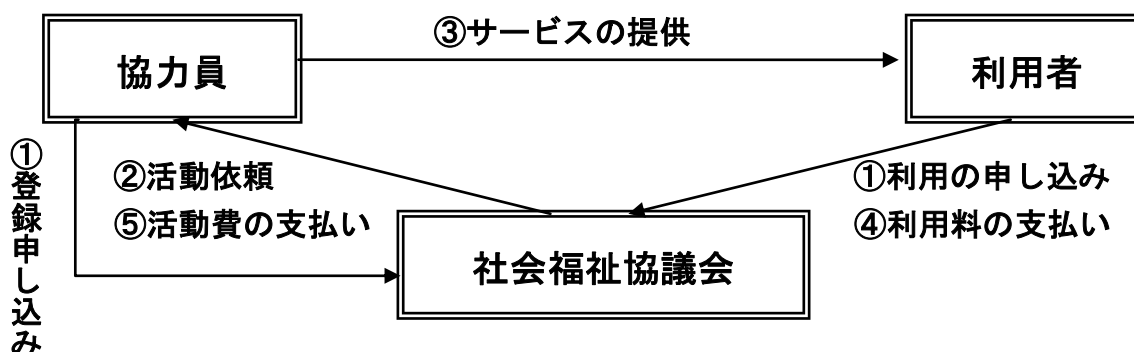 ③サービスの提供
協力員
利用者
①登録申し込み
②活動依頼
⑤活動費の支払い
①利用の申し込み
④利用料の支払い
社会福祉協議会